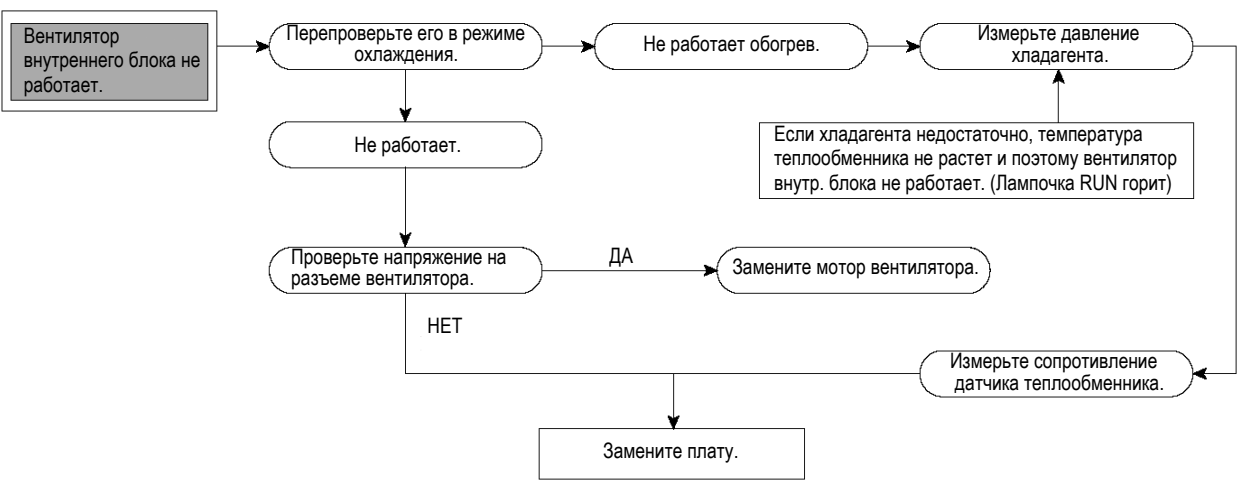 Вентилятор
внутреннего блока не
работает.
Перепроверьте его в режиме
охлаждения.
Не работает обогрев.
Измерьте давление
хладагента.
Не работает.
Если хладагента недостаточно, температура
теплообменника не растет и поэтому вентилятор
внутр. блока не работает. (Лампочка RUN горит)
Проверьте напряжение на
разъеме вентилятора.
ДА
Замените мотор вентилятора.
НЕТ
Измерьте сопротивление
датчика теплообменника.
Замените плату.